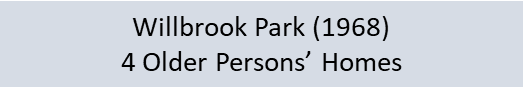 Willbrook Park (1968)
4 Older Persons’ Homes